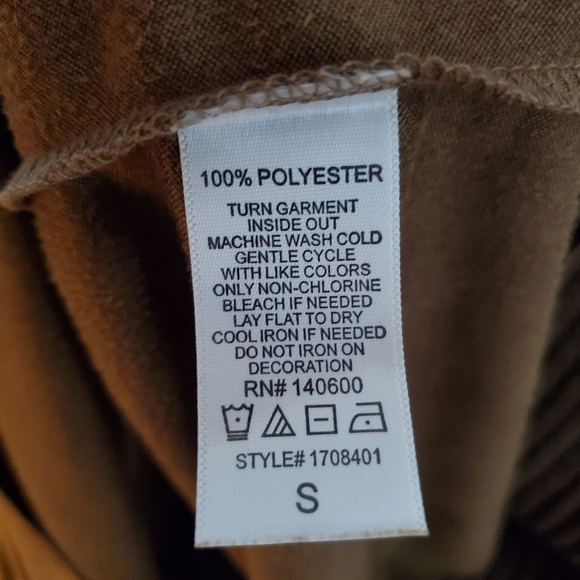 100% POLYESTER
TURN GARMENT
INSIDE OUT
MACHINE WASH COLD
GENTLE CYCLE
WITH LIKE COLORS
ONLY NON-CHLORINE
BLEACH IF NEEDED
LAY FLAT TO DRY
COOL IRON IF NEEDED
DO NOT IRON ON
DECORATION
RN# 140600
STYLE# 1708401
S